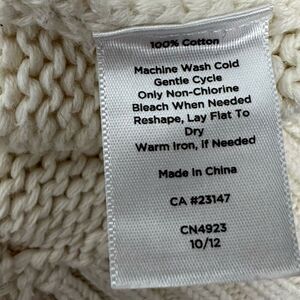 100% Cotton
Machine Wash Cold
Gentle Cycle
Only Non-Chlorine
Bleach When Needed
Reshape, Lay Flat To
Dry
Warm Iron, if Needed
Made In China
CA #23147
CN4923
10/12